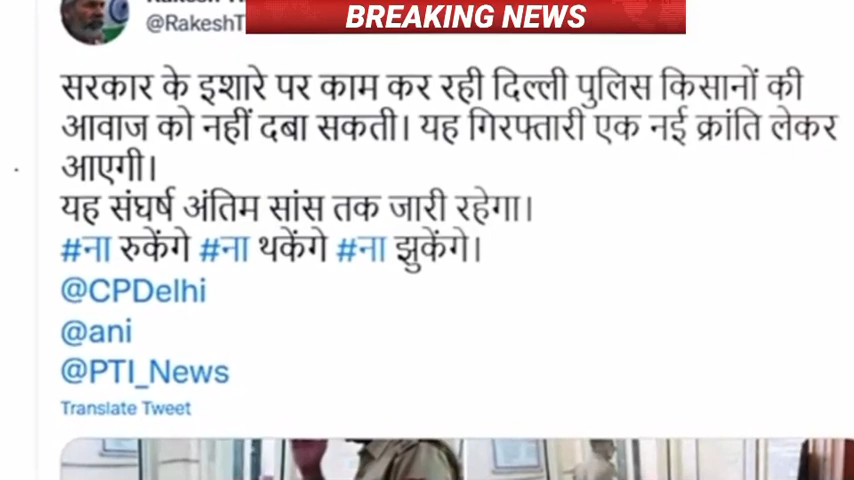 BREAKING NEWS
@RakeshT
सरकार के इशारे पर काम कर रही दिल्ली पुलिस किसानों की
आवाज को नहीं दबा सकती। यह गिरफ्तारी एक नई क्रांति लेकर
आएगी।
यह संघर्ष अंतिम सांस तक जारी रहेगा।
#ना रुकेंगे #ना थकेंगे #ना झुकेंगे।
@CPDelhi
@ani
@PTI_News
Translate Tweet